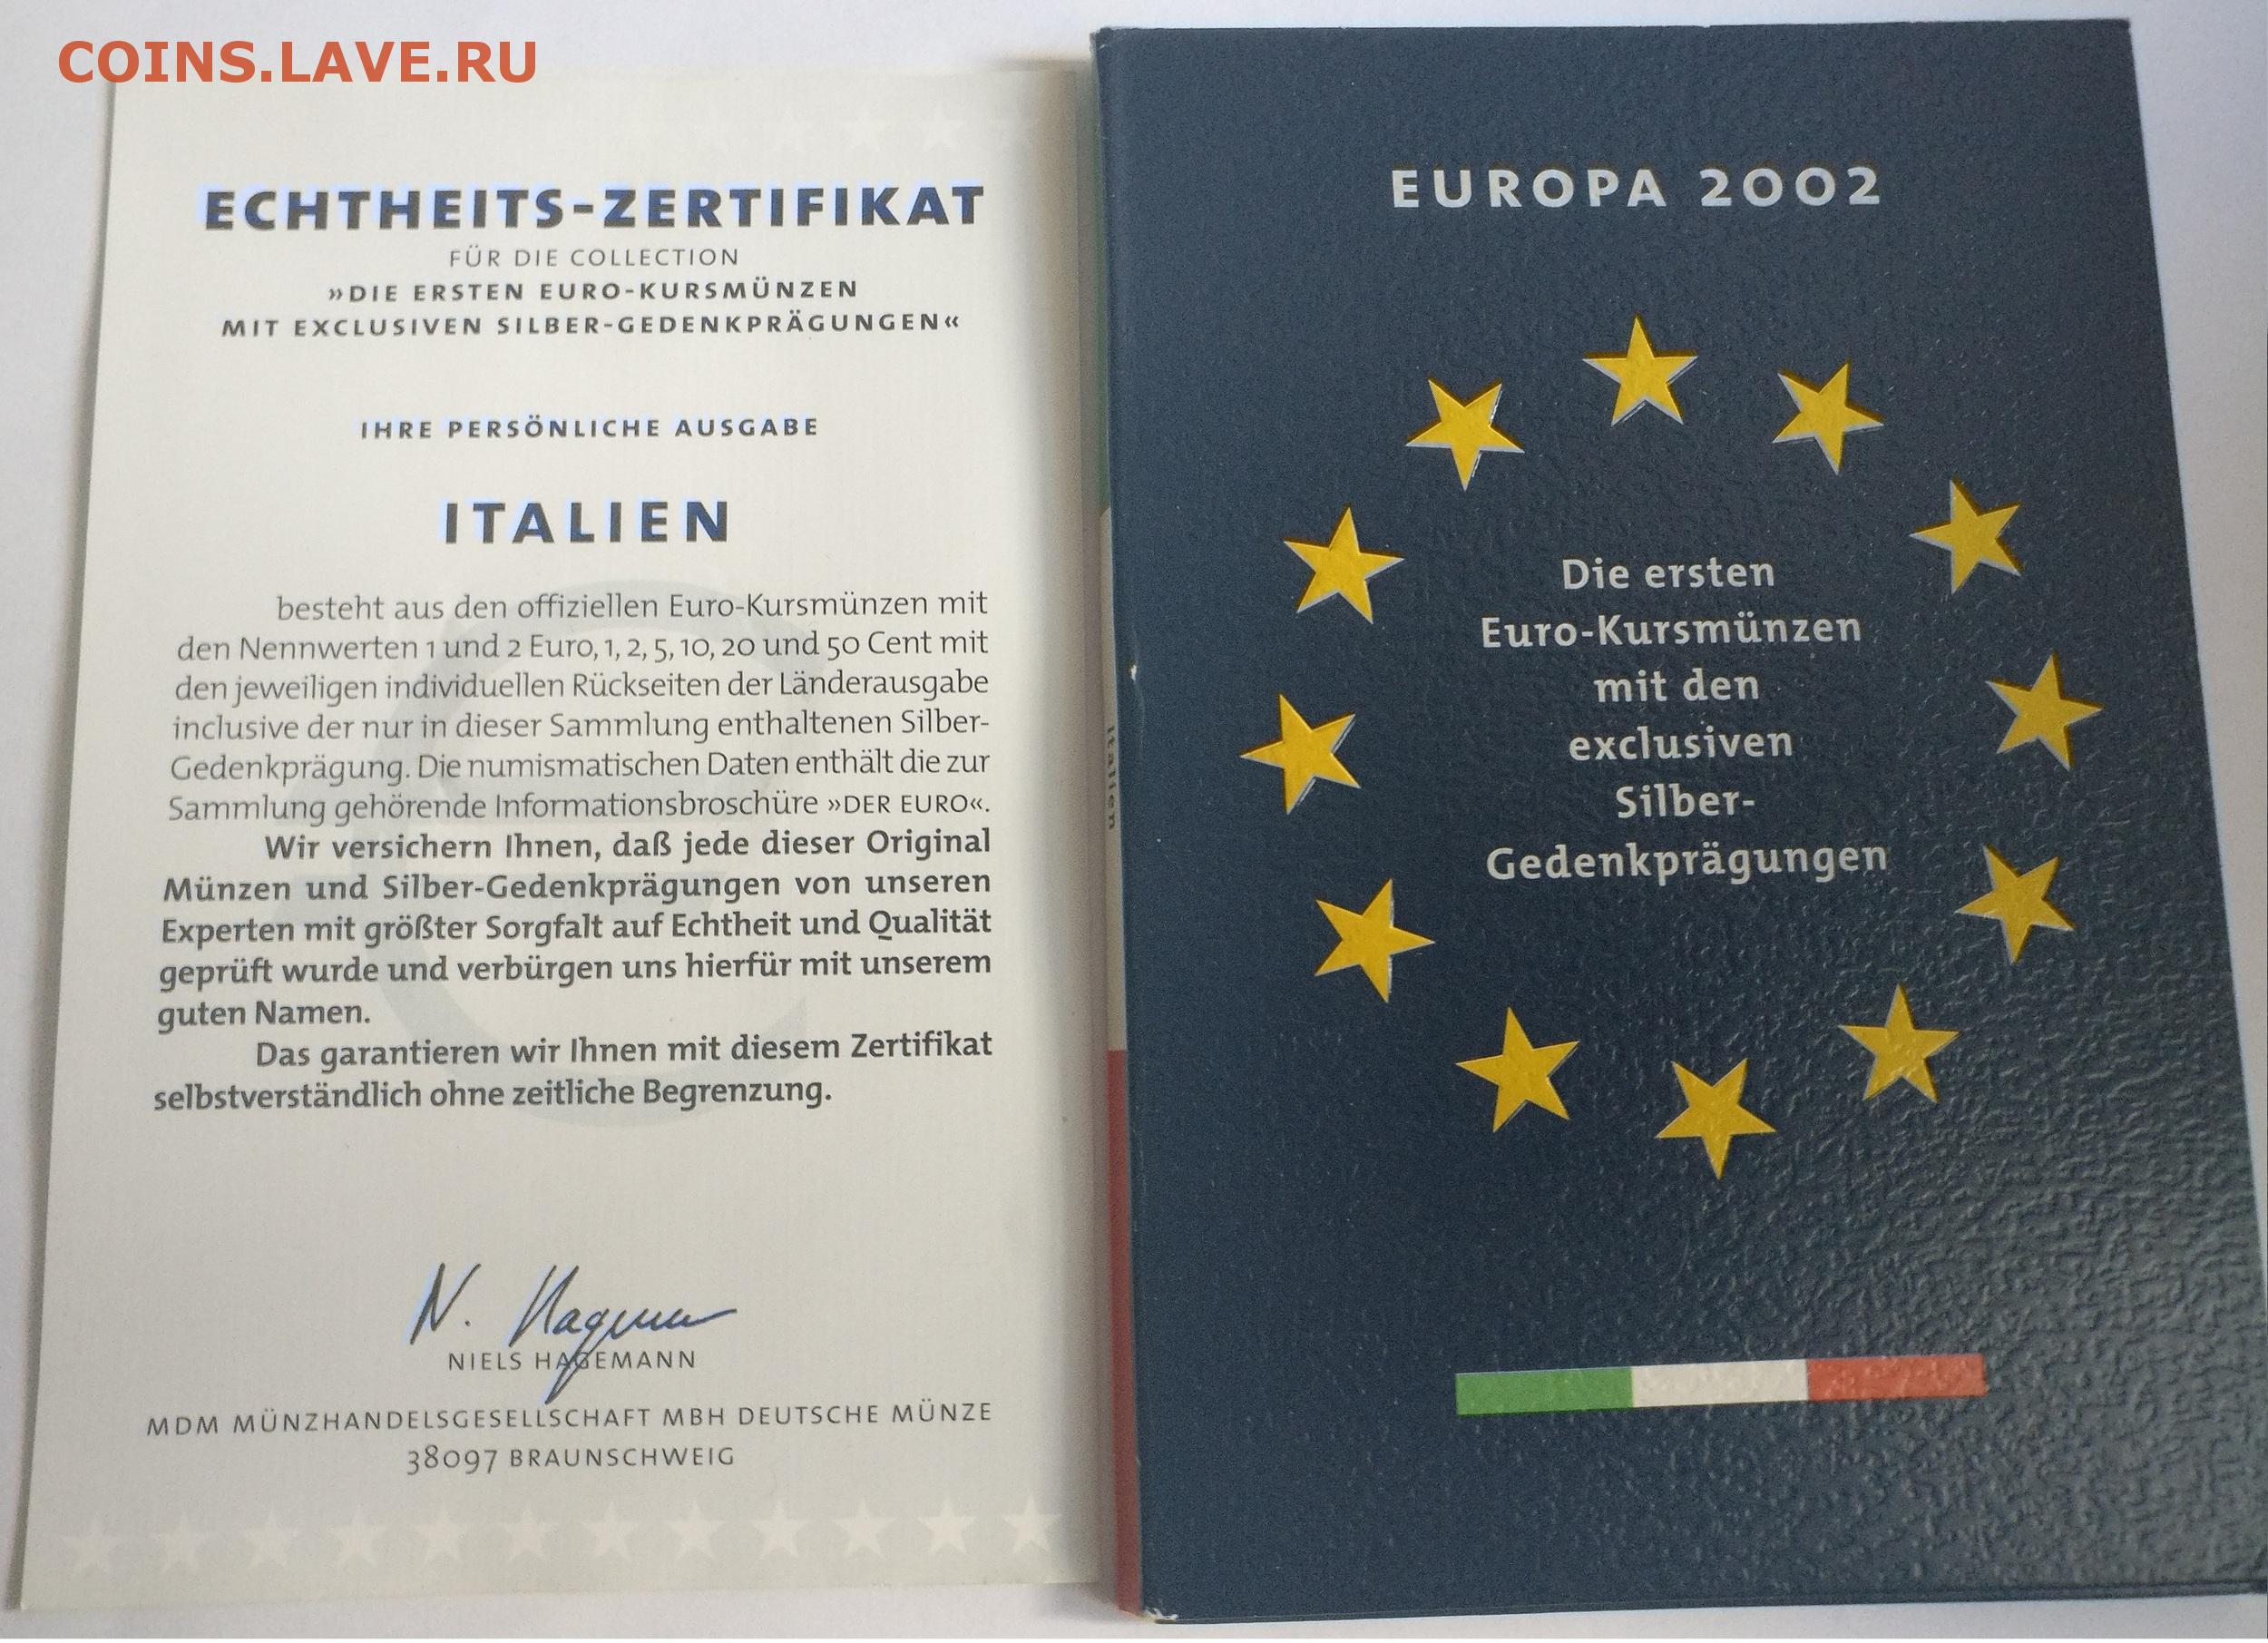 COINS.LAVE.RU
ECHTHEITS-ZERTIFIKAT
FÜR DIE COLLECTION
»DIE ERSTEN EURO-KURSMÜNZEN
MIT EXCLUSIVEN SILBER-GEDENKPRÄGUNGEN«
IHRE PERSÖNLICHE AUSGABE
ITALIEN
besteht aus den offiziellen Euro-Kursmünzen mit
den Nennwerten 1 und 2 Euro, 1, 2, 5, 10, 20 und 50 Cent mit
den jeweiligen individuellen Rückseiten der Länderausgabe
inclusive der nur in dieser Sammlung enthaltenen Silber-
Gedenkprägung. Die numismatischen Daten enthält die zur
Sammlung gehörende Informationsbroschüre »DER EURO«.
Wir versichern Ihnen, daß jede dieser Original
Münzen und Silber-Gedenkprägungen von unseren
Experten mit größter Sorgfalt auf Echtheit und Qualität
geprüft wurde und verbürgen uns hierfür mit unserem
guten Namen.
Das garantieren wir Ihnen mit diesem Zertifikat
selbstverständlich ohne zeitliche Begrenzung.
N. Hagemann
NIELS HAGEMANN
MDM MÜNZHANDELSGESELLSCHAFT MBH DEUTSCHE MÜNZE
38097 BRAUNSCHWEIG
Italien
EUROPA 2002
Die ersten
Euro-Kursmünzen
mit den
exclusiven
Silber-
Gedenkprägungen